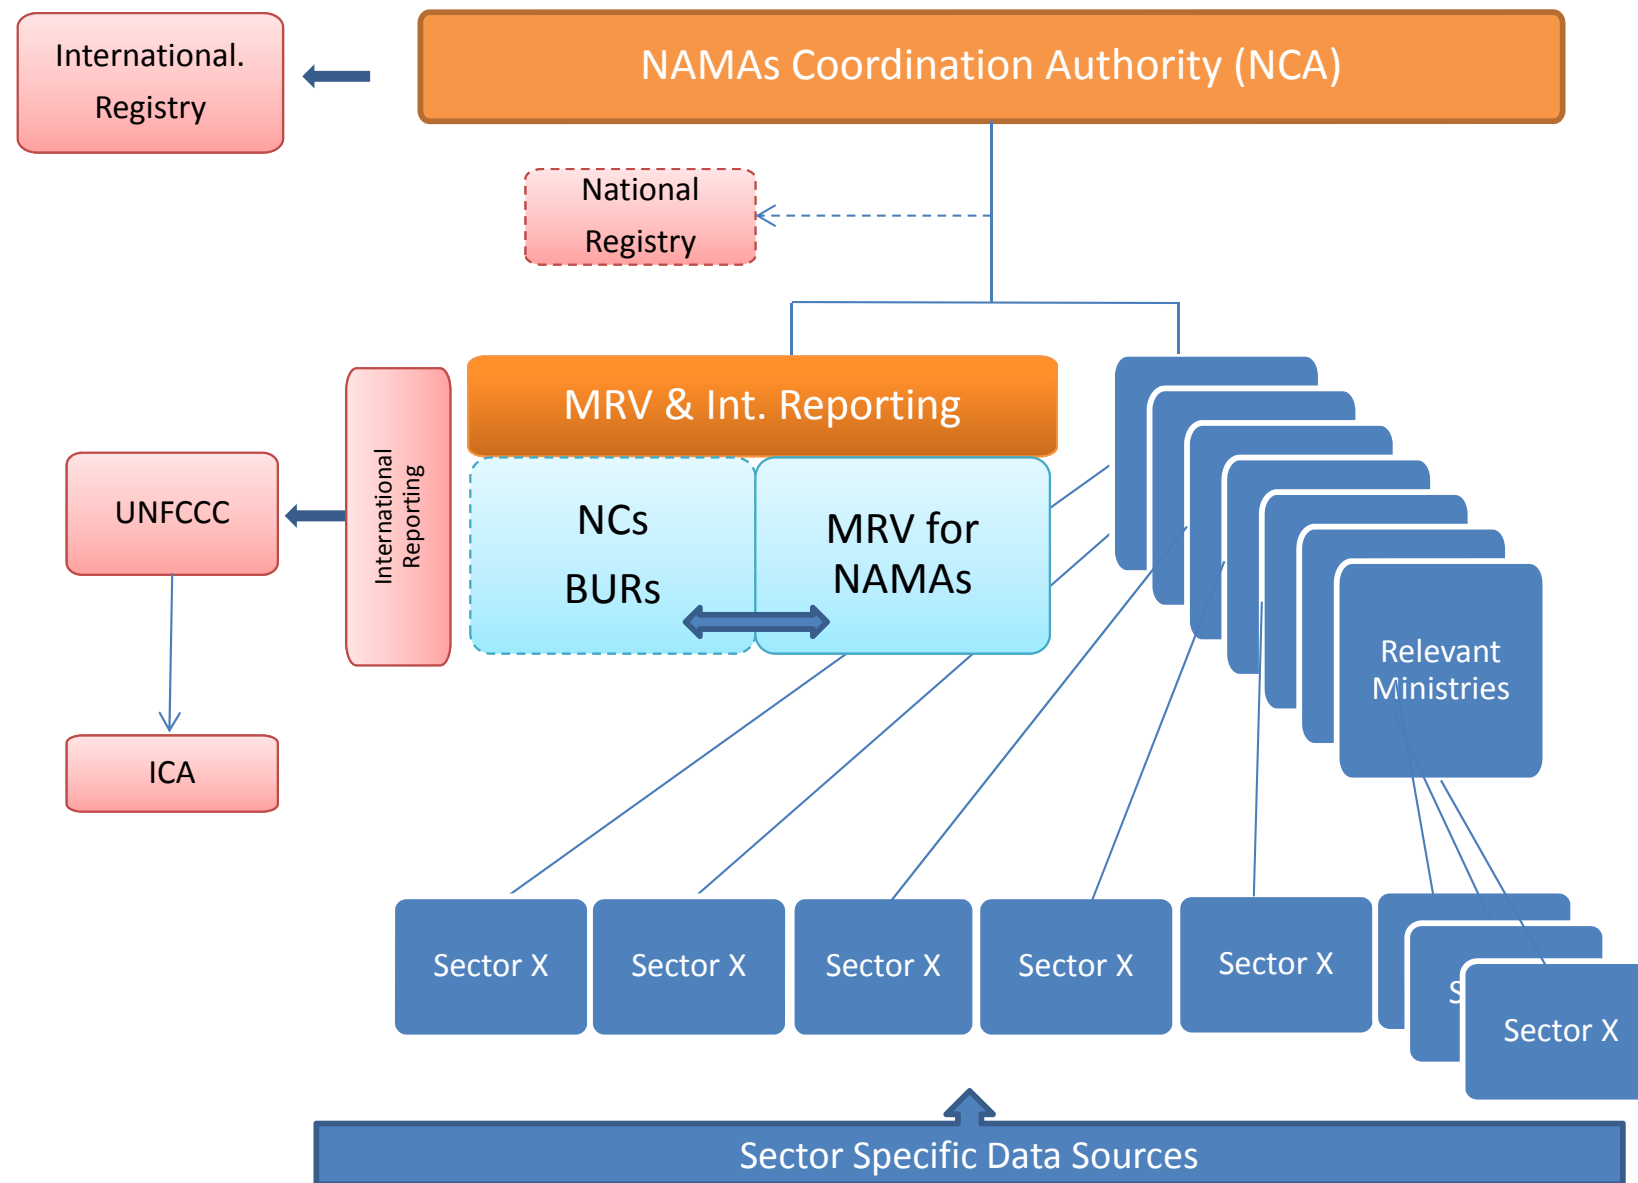 International.
Registry
NAMAs Coordination Authority (NCA)
National
Registry
MRV & Int. Reporting
International
Reporting
UNFCCC
NCs
BURs
MRV for
NAMAs
Relevant
Ministries
ICA
Sector X
Sector X
Sector X
Sector X
Sector X
Sector X
Sector Specific Data Sources